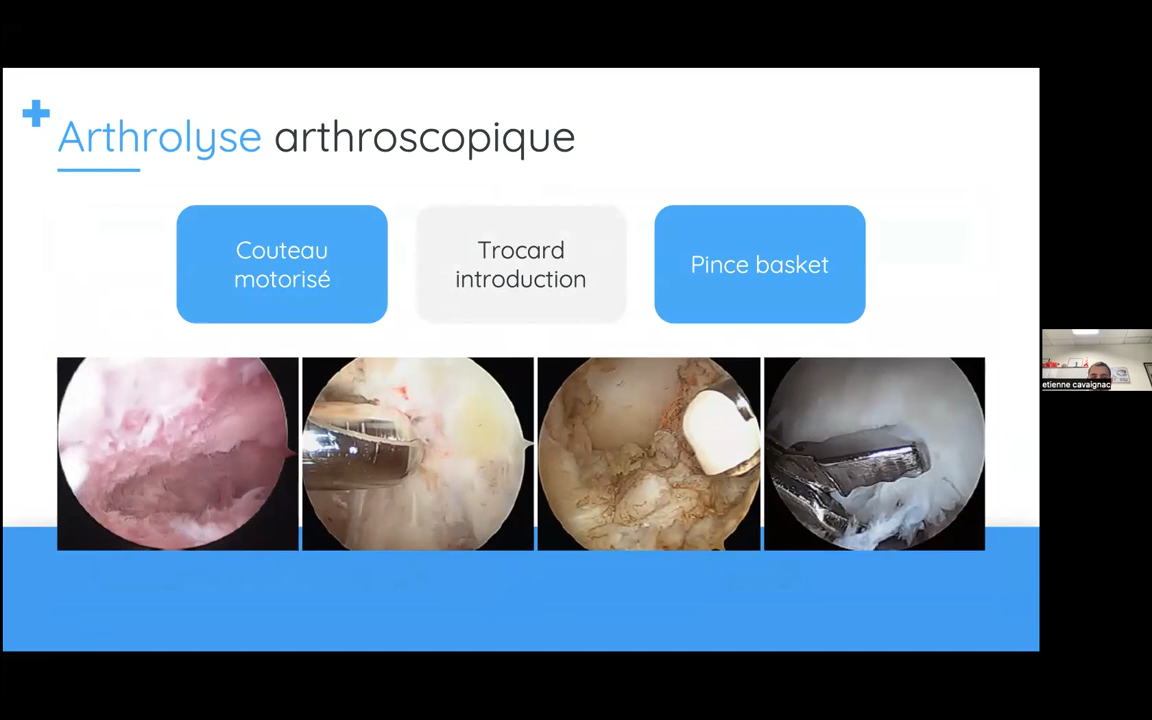 Arthrolyse arthroscopique
Couteau
motorisé
Trocard
introduction
Pince basket
etienne cavaignac